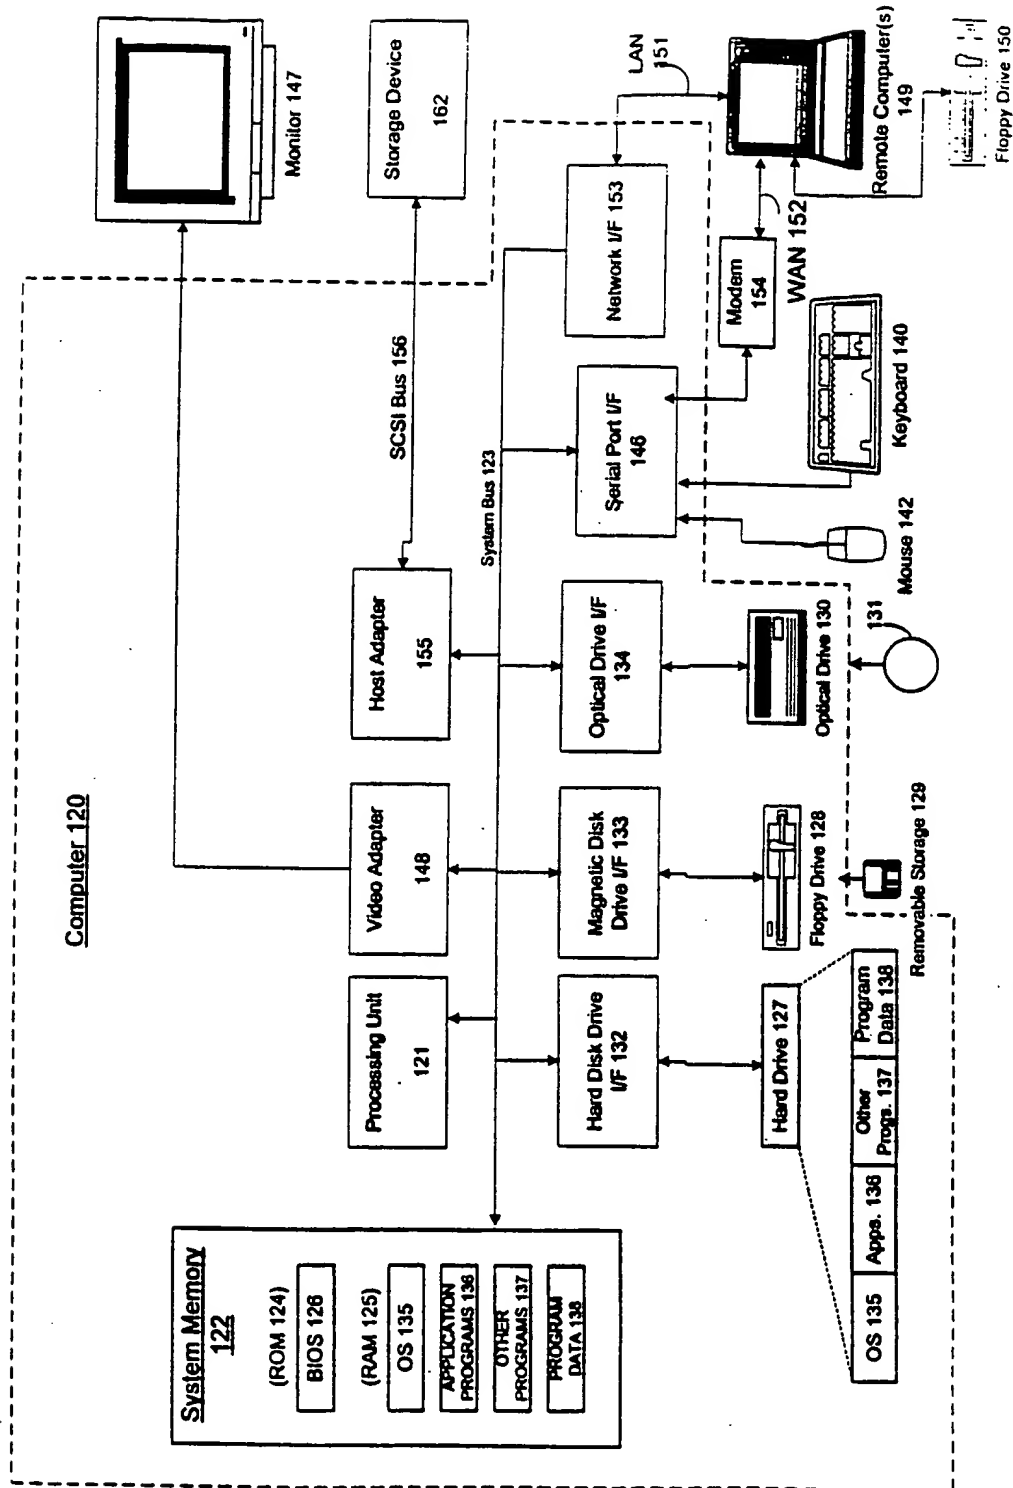 Computer 120
System Memory
122
(ROM 124)
BIOS 126
(RAM 125)
OS 135
APPLICATION
PROGRAMS 136
OTHER
PROGRAMS 137
PROGRAM
DATA 138
Processing Unit
121
Video Adapter
148
Host Adapter
155
SCSI Bus 156
Monitor 147
Storage Device
162
System Bus 123
Hard Disk Drive
I/F 132
Magnetic Disk
Drive I/F 133
Optical Drive I/F
134
Serial Port I/F
146
Network I/F 153
LAN
151
Hard Drive 127
Floppy Drive 128
Optical Drive 130
Modem
154
WAN 152
Remote Computer(s)
149
OS 135
Apps. 136
Other
Progs. 137
Program
Data 138
Removable Storage 129
131
Mouse 142
Keyboard 140
Floppy Drive 150